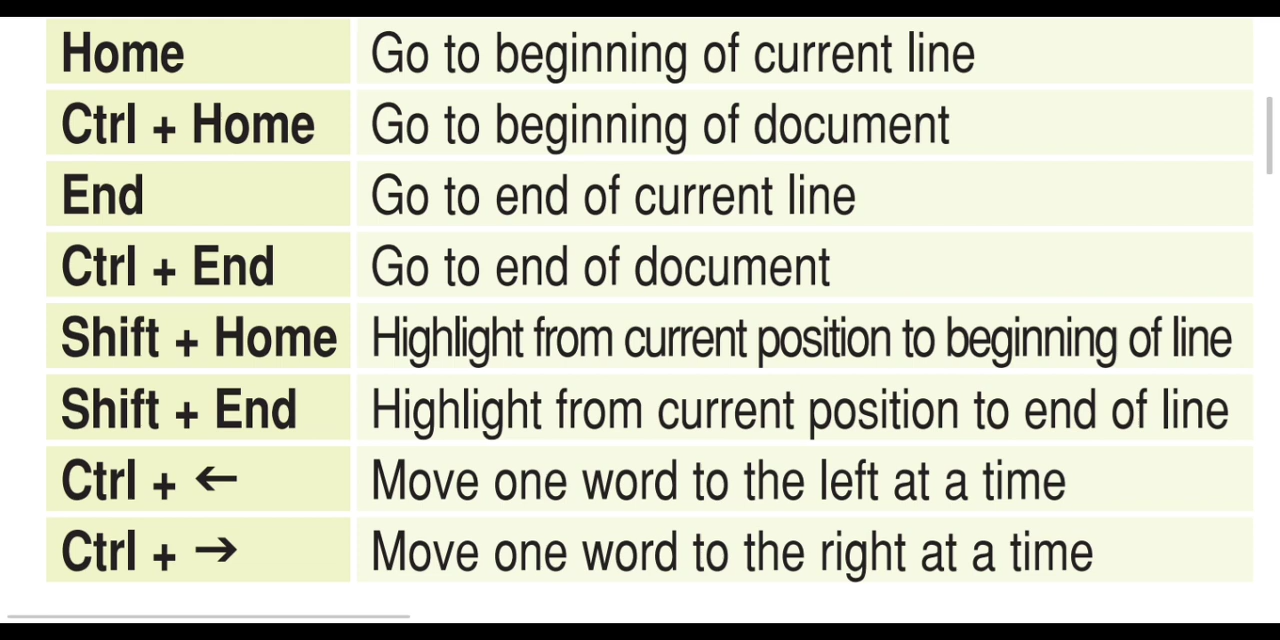 Home Go to beginning of current line
Ctrl + Home Go to beginning of document
End Go to end of current line
Ctrl + End Go to end of document
Shift + Home Highlight from current position to beginning of line
Shift + End Highlight from current position to end of line
Ctrl + ← Move one word to the left at a time
Ctrl + → Move one word to the right at a time